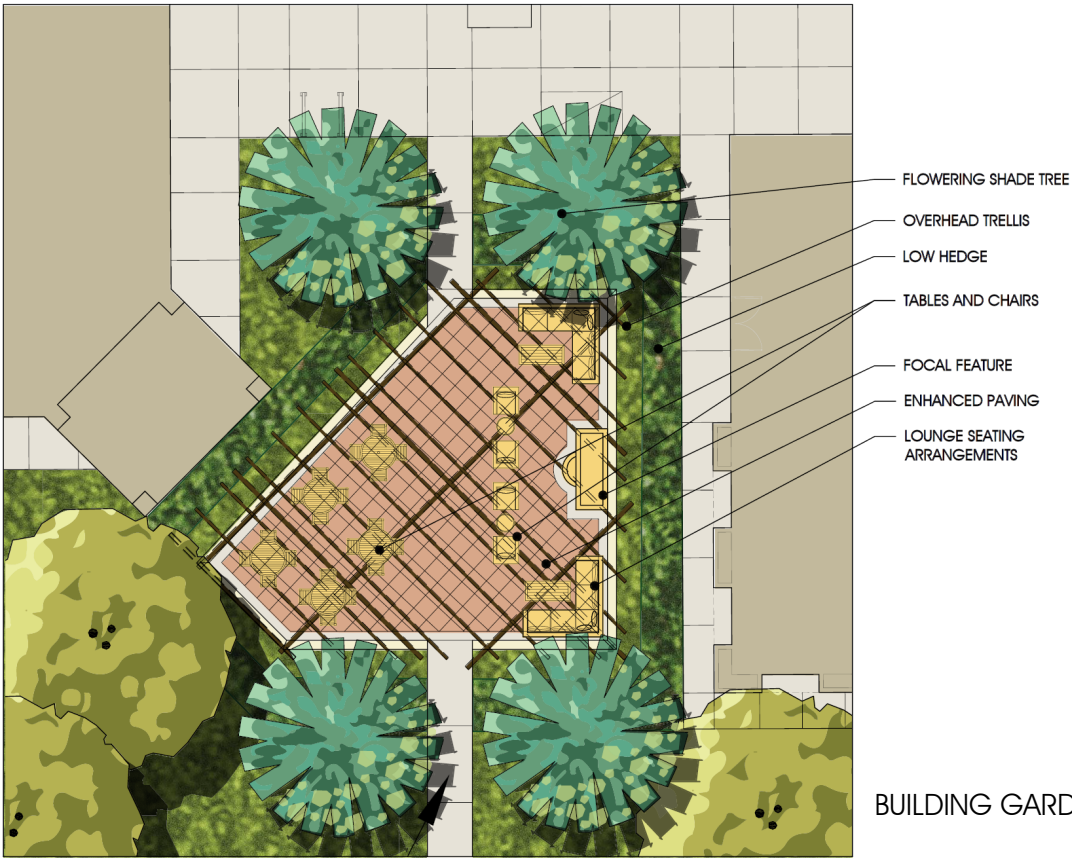 FLOWERING SHADE TREE
OVERHEAD TRELLIS
LOW HEDGE
TABLES AND CHAIRS
FOCAL FEATURE
ENHANCED PAVING
LOUNGE SEATING
ARRANGEMENTS
BUILDING GARD